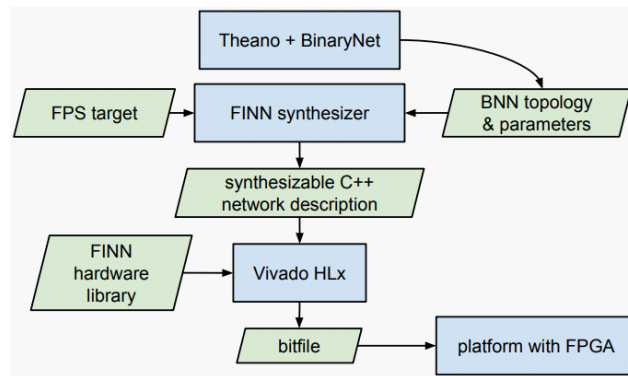 Theano + BinaryNet
FPS target
FINN synthesizer
BNN topology
& parameters
synthesizable C++
network description
FINN
hardware
library
Vivado HLx
bitfile
platform with FPGA